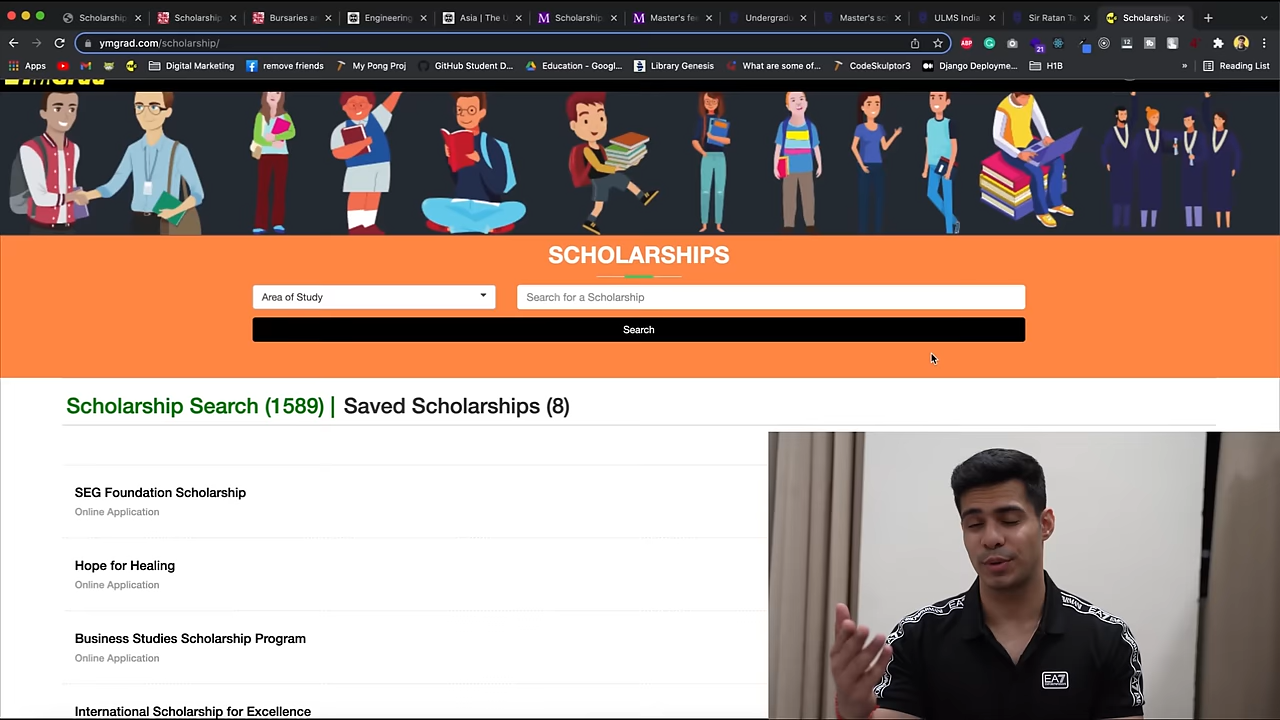 Scholarship
Scholarship
Bursaries a
Engineering
Asia | The U
Scholarship
Master's fe
Undergradu
Master's sc
ULMS India
Sir Ratan Ta
Scholarship
ymgrad.com/scholarship/
21
12
Apps
Digital Marketing
remove friends
My Pong Proj
GitHub Student D...
Education - Googl...
Library Genesis
What are some of...
CodeSkulptor3
Django Deployme...
H1B
»
Reading List
SCHOLARSHIPS
Area of Study
Search for a Scholarship
Search
Scholarship Search (1589) | Saved Scholarships (8)
SEG Foundation Scholarship
Online Application
Hope for Healing
Online Application
Business Studies Scholarship Program
Online Application
International Scholarship for Excellence
EA7